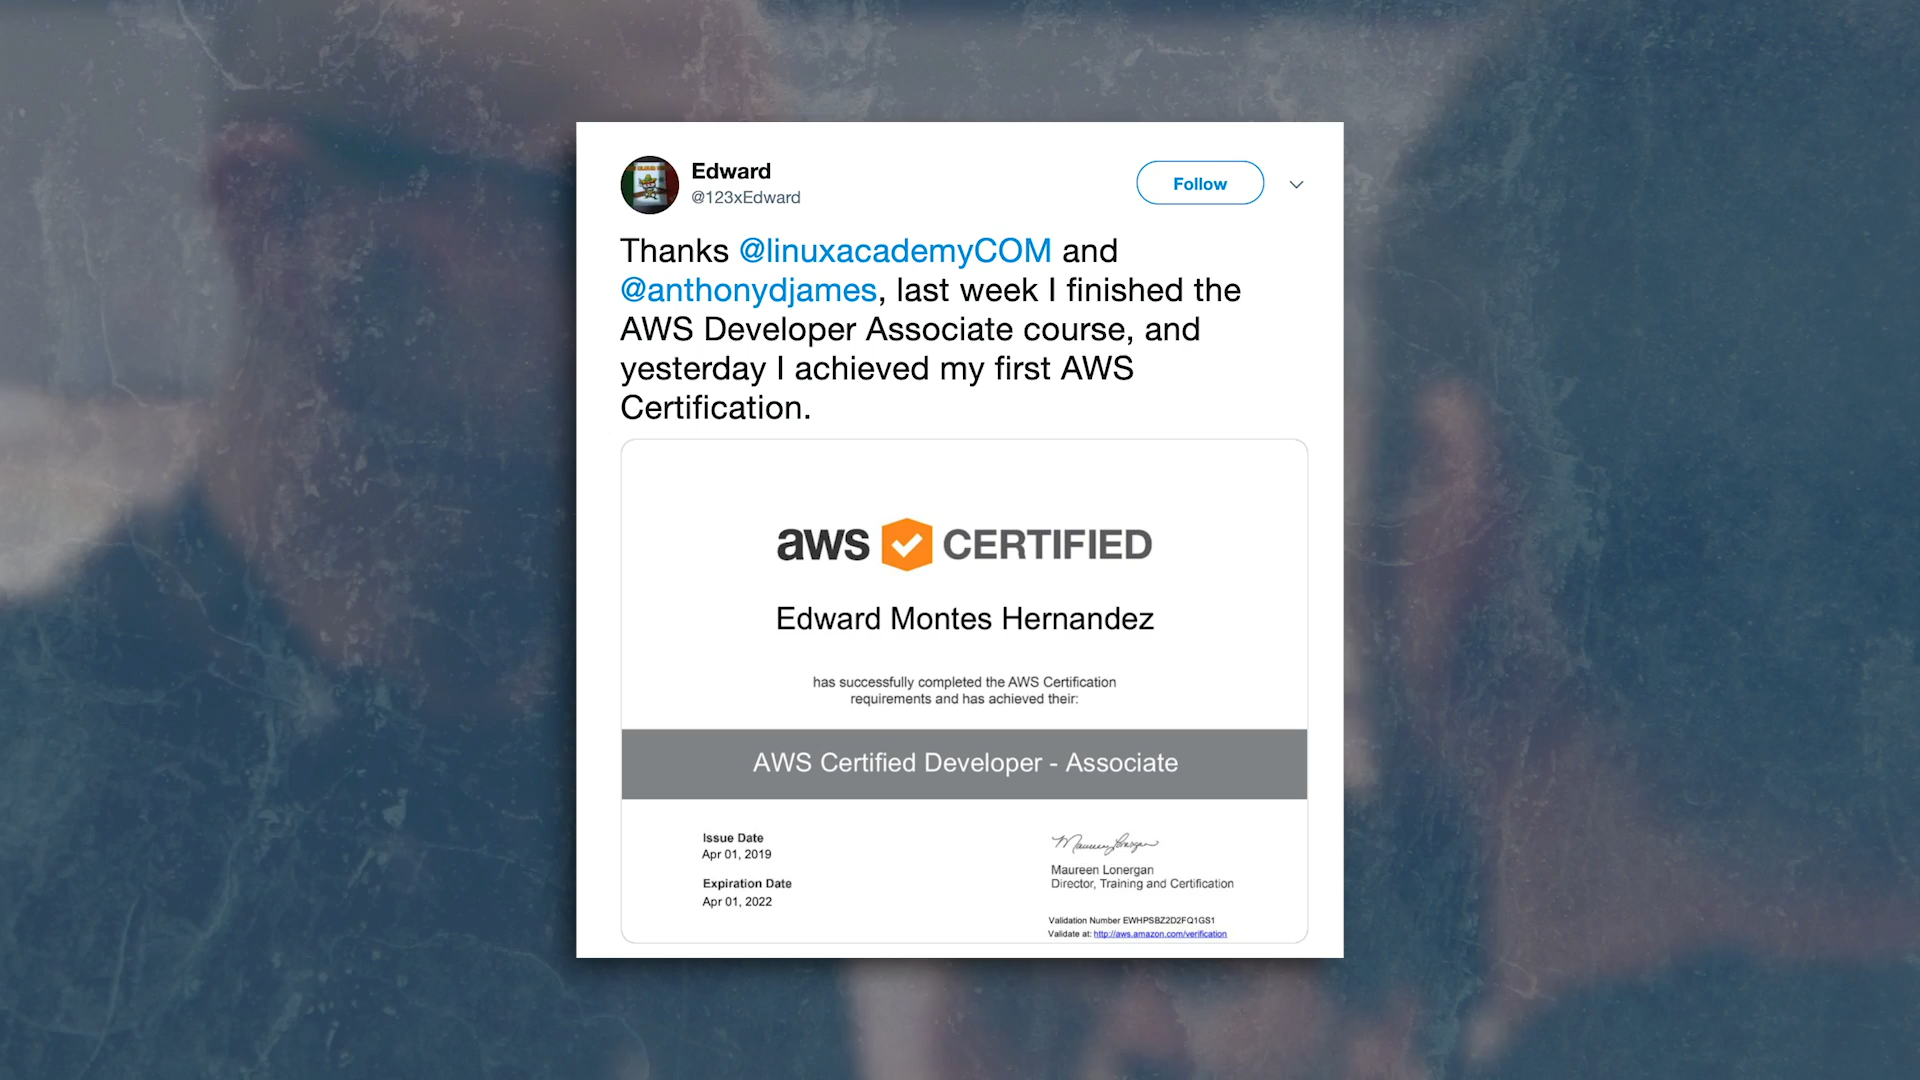 Edward
@123xEdward
Follow
Thanks @linuxacademyCOM and
@anthonydjames, last week I finished the
AWS Developer Associate course, and
yesterday I achieved my first AWS
Certification.
aws CERTIFIED
Edward Montes Hernandez
has successfully completed the AWS Certification
requirements and has achieved their:
AWS Certified Developer - Associate
Issue Date
Apr 01, 2019
Expiration Date
Apr 01, 2022
Maureen Lonergan
Maureen Lonergan
Director, Training and Certification
Validation Number EWHPSBZ2D2FQ1GS1
Validate at: http://aws.amazon.com/verification